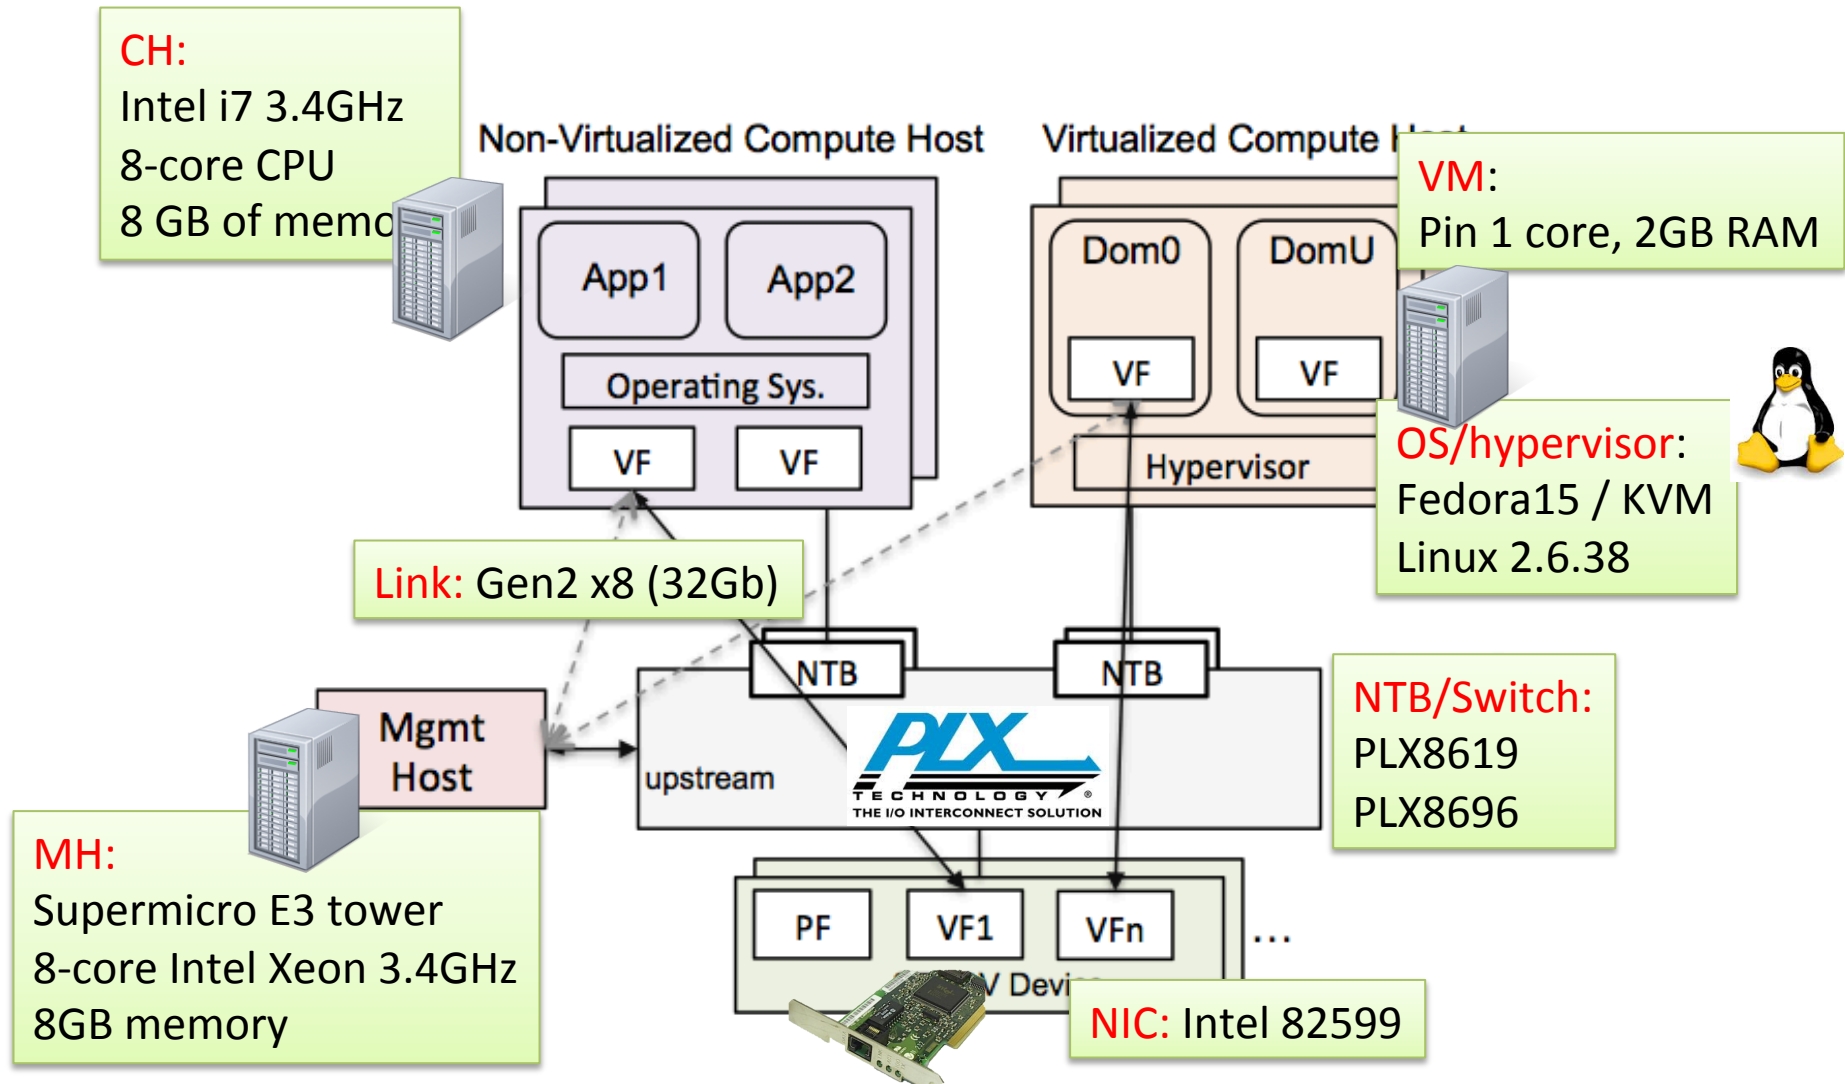 CH:
Intel i7 3.4GHz
8-core CPU
8 GB of memo
Non-Virtualized Compute Host
Virtualized Compute
VM:
Pin 1 core, 2GB RAM
App1
App2
Dom0
DomU
Operating Sys.
VF
VF
VF
VF
Hypervisor
OS/hypervisor:
Fedora15 / KVM
Linux 2.6.38
Link: Gen2 x8 (32Gb)
NTB
NTB
NTB/Switch:
PLX8619
PLX8696
Mgmt
Host
upstream
PLX
TECHNOLOGY ®
THE I/O INTERCONNECT SOLUTION
MH:
Supermicro E3 tower
8-core Intel Xeon 3.4GHz
8GB memory
PF
VF1
VFn
...
V Devi
NIC: Intel 82599